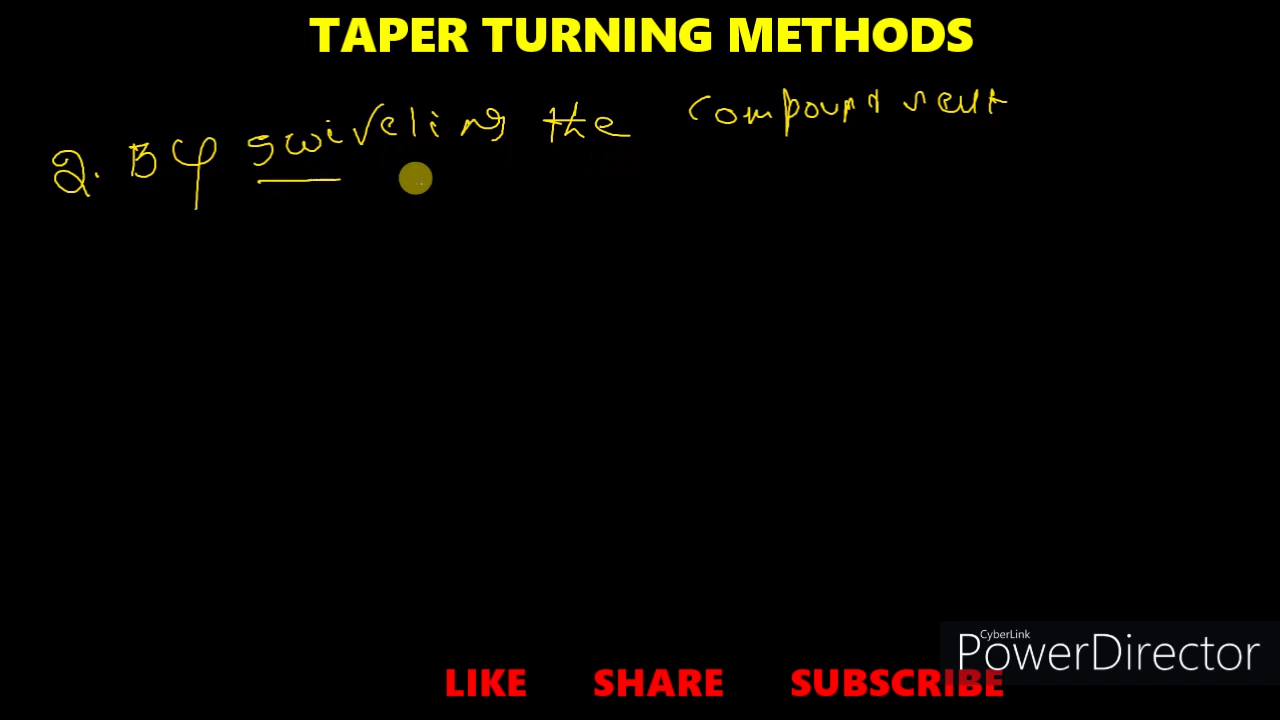 TAPER TURNING METHODS
2. By swiveling the compound rest
CyberLink
PowerDirector
LIKE SHARE SUBSCRIBE